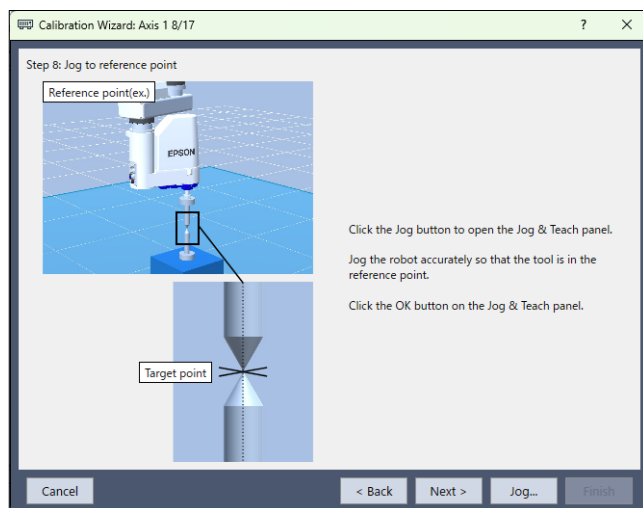 Calibration Wizard: Axis 1 8/17
Step 8: Jog to reference point
Reference point(ex.)
EPSON
Target point
Click the Jog button to open the Jog & Teach panel.
Jog the robot accurately so that the tool is in the
reference point.
Click the OK button on the Jog & Teach panel.
Cancel
< Back
Next >
Jog...
Finish